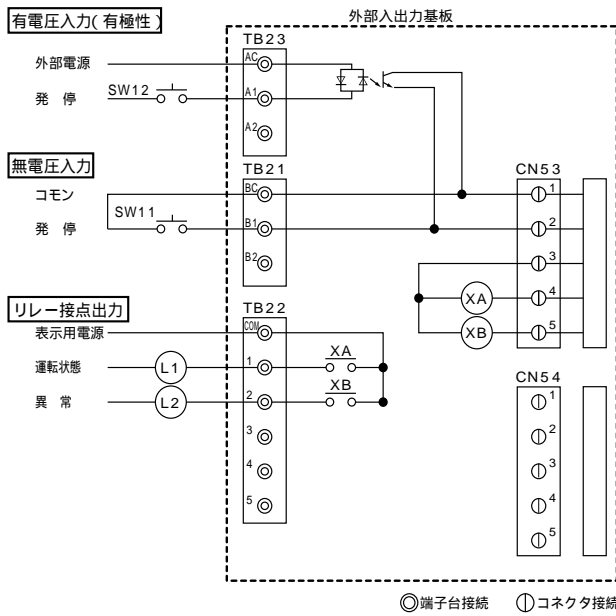 有電圧入力(有極性)
外部入出力基板
TB23
外部電源
AC
発 停
SW12
A1
A2
無電圧入力
TB21
CN53
コモン
BC
1
SW11
発 停
B1
2
B2
3
XA
4
リレー接点出力
TB22
XB
5
表示用電源
COM
運転状態
L1
1
XA
CN54
異 常
L2
2
XB
1
3
2
4
3
5
4
5
端子台接続
コネクタ接続